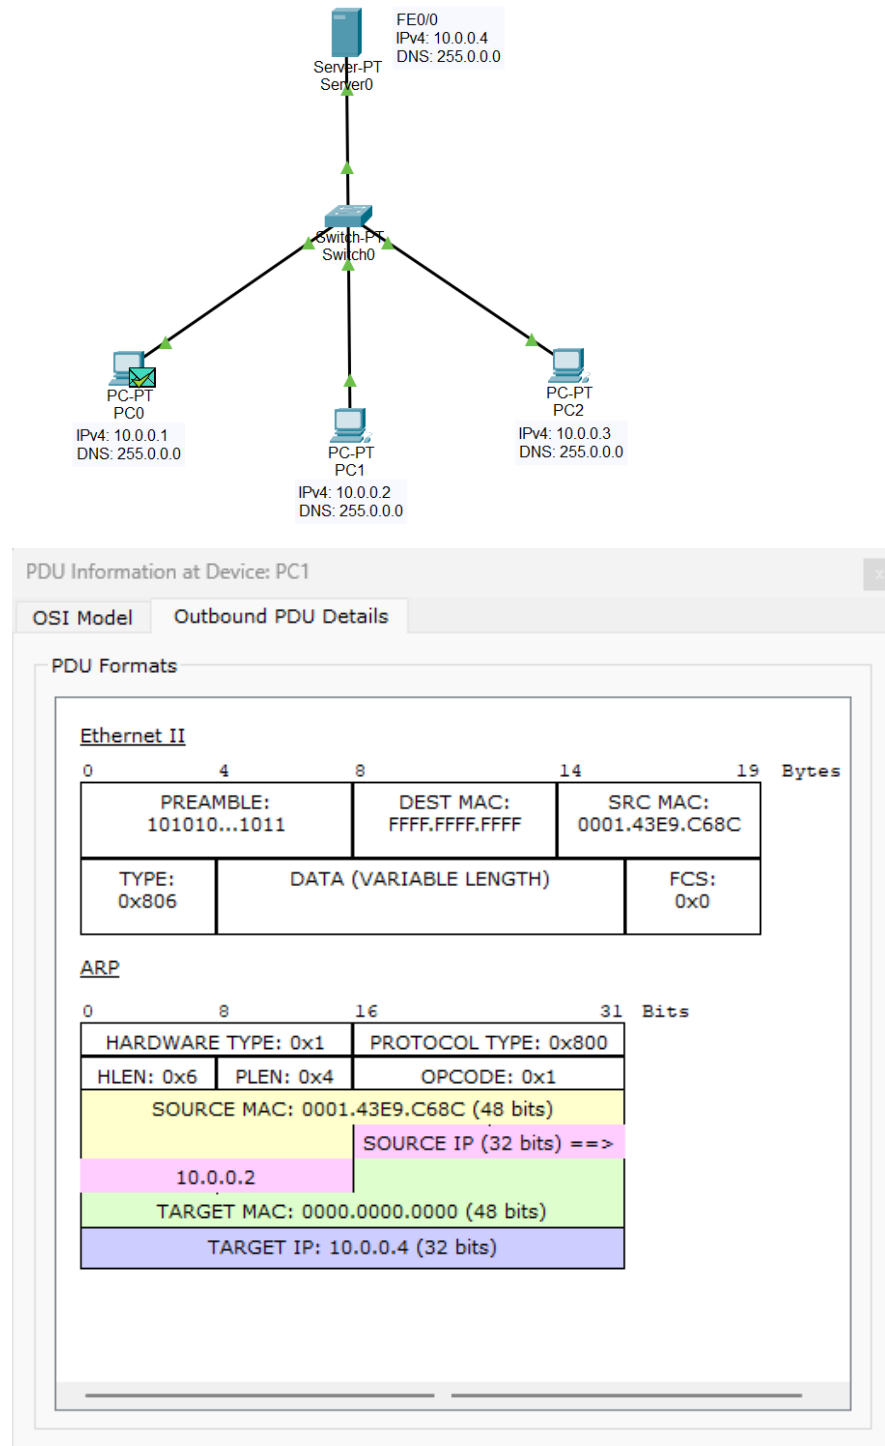 FE0/0
IPv4: 10.0.0.4
DNS: 255.0.0.0
Server-PT
Server0
Switch-PT
Switch0
PC-PT
PC0
IPv4: 10.0.0.1
DNS: 255.0.0.0
PC-PT
PC1
IPv4: 10.0.0.2
DNS: 255.0.0.0
PC-PT
PC2
IPv4: 10.0.0.3
DNS: 255.0.0.0
PDU Information at Device: PC1
x
OSI Model
Outbound PDU Details
PDU Formats
Ethernet II
0 4 8 14 19 Bytes
PREAMBLE:
101010...1011
DEST MAC:
FFFF.FFFF.FFFF
SRC MAC:
0001.43E9.C68C
TYPE:
0x806
DATA (VARIABLE LENGTH)
FCS:
0x0
ARP
0 8 16 31 Bits
HARDWARE TYPE: 0x1
PROTOCOL TYPE: 0x800
HLEN: 0x6
PLEN: 0x4
OPCODE: 0x1
SOURCE MAC: 0001.43E9.C68C (48 bits)
SOURCE IP (32 bits) ==>
10.0.0.2
TARGET MAC: 0000.0000.0000 (48 bits)
TARGET IP: 10.0.0.4 (32 bits)